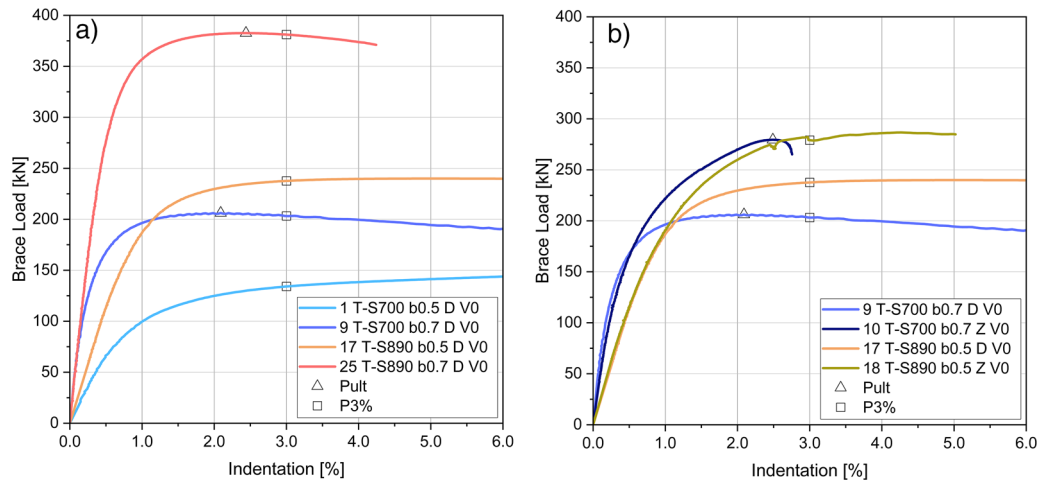 a)
400
350
300
250
200
150
100
50
0
Brace Load [kN]
0.0 1.0 2.0 3.0 4.0 5.0 6.0
Indentation [%]
1 T-S700 b0.5 D V0
9 T-S700 b0.7 D V0
17 T-S890 b0.5 D V0
25 T-S890 b0.7 D V0
Pult
P3%
b)
400
350
300
250
200
150
100
50
0
Brace Load [kN]
0.0 1.0 2.0 3.0 4.0 5.0 6.0
Indentation [%]
9 T-S700 b0.7 D V0
10 T-S700 b0.7 Z V0
17 T-S890 b0.5 D V0
18 T-S890 b0.5 Z V0
Pult
P3%